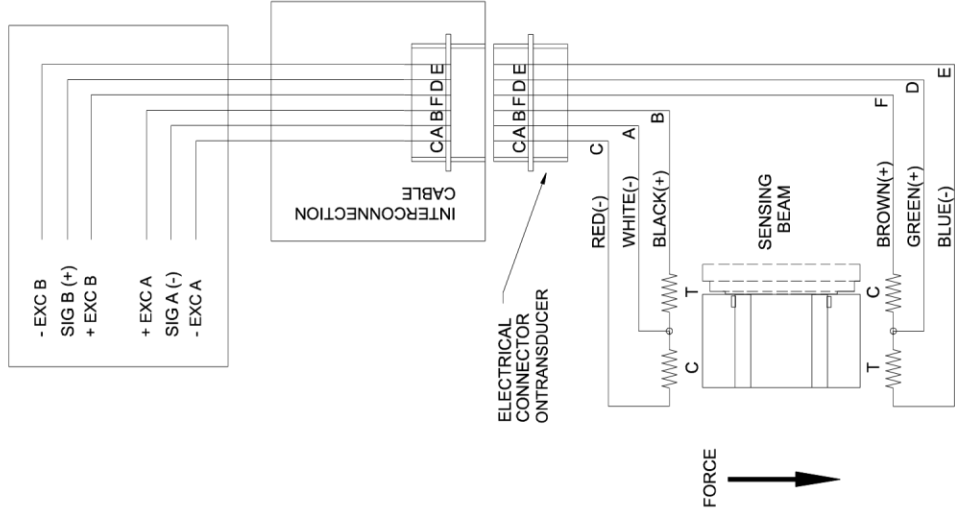 - EXC B
SIG B (+)
+ EXC B
+ EXC A
SIG A (-)
- EXC A
INTERCONNECTION
CABLE
C A B F D E
C A B F D E
ELECTRICAL
CONNECTOR
ONTRANSDUCER
C
A
B
F
D
E
RED(-)
WHITE(-)
BLACK(+)
SENSING
BEAM
BROWN(+)
GREEN(+)
BLUE(-)
T
C
C
T
FORCE